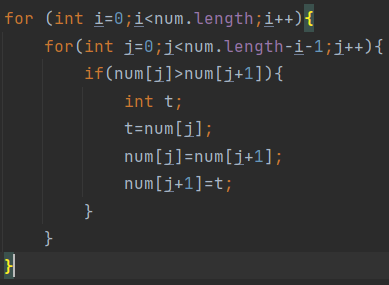 for (int i=0;i<num.length;i++){
    for(int j=0;j<num.length-i-1;j++){
        if(num[j]>num[j+1]){
            int t;
            t=num[j];
            num[j]=num[j+1];
            num[j+1]=t;
        }
    }
}